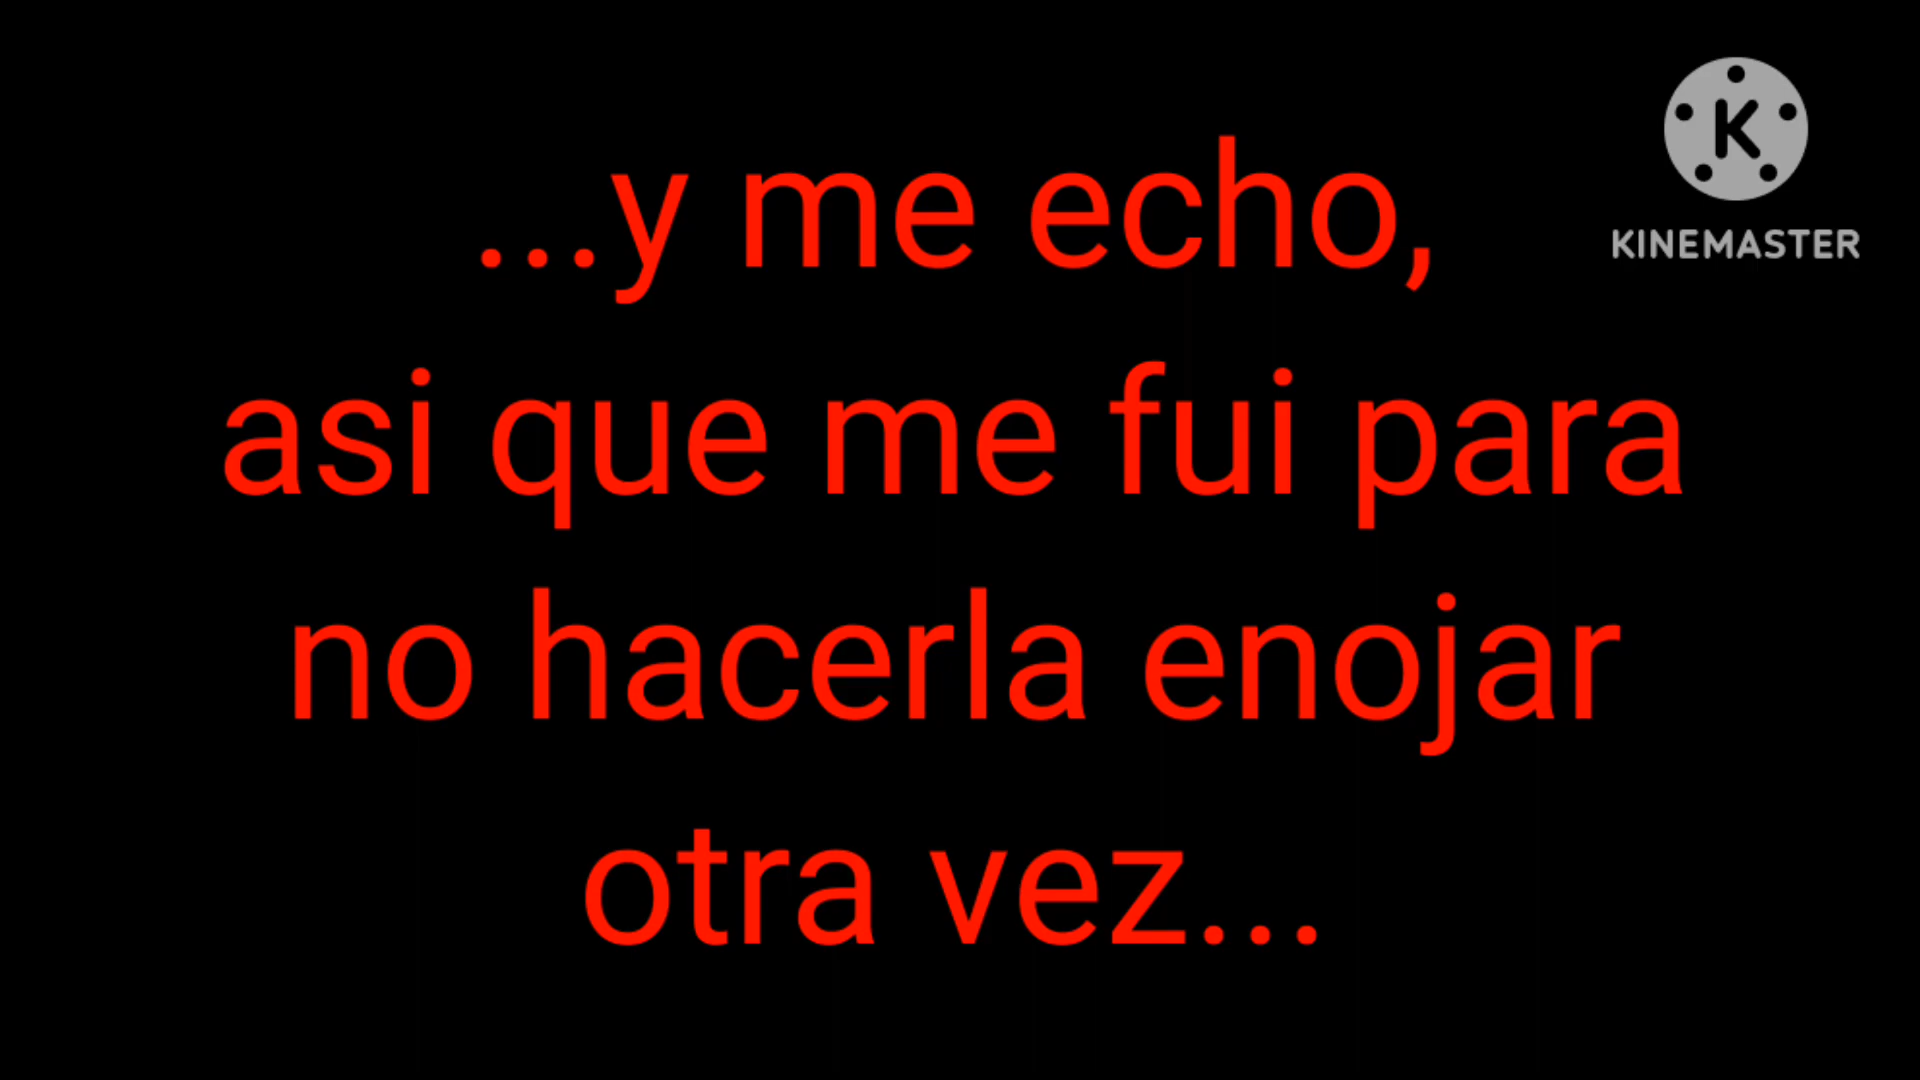 ...y me echo,
asi que me fui para
no hacerla enojar
otra vez...
K
KINEMASTER